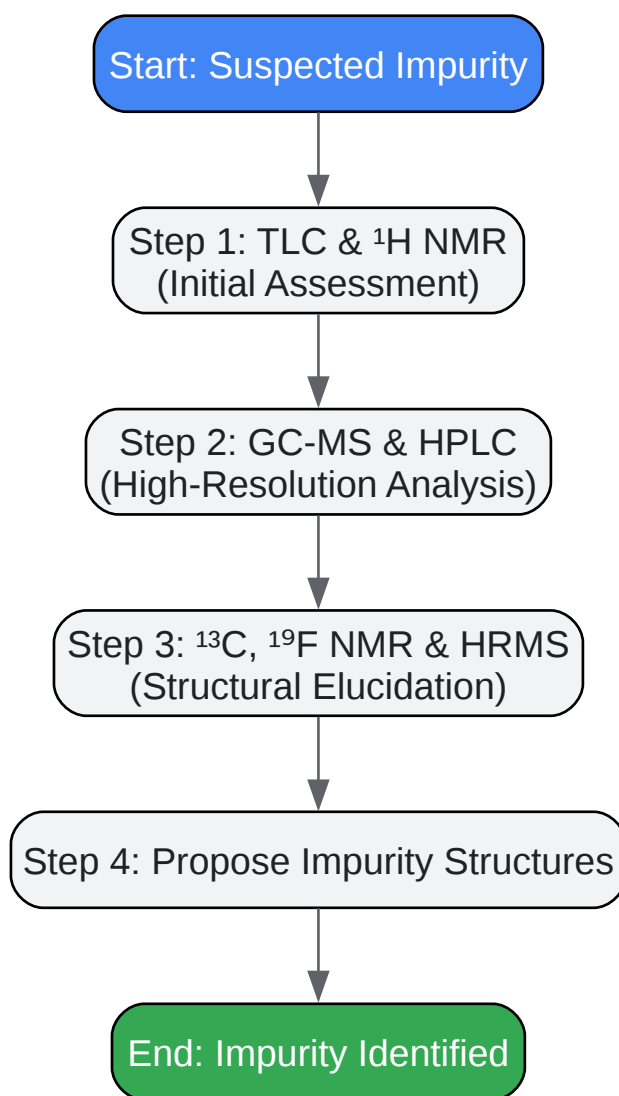 Start: Suspected Impurity
Step 1: TLC & ¹H NMR
(Initial Assessment)
Step 2: GC-MS & HPLC
(High-Resolution Analysis)
Step 3: ¹³C, ¹⁹F NMR & HRMS
(Structural Elucidation)
Step 4: Propose Impurity Structures
End: Impurity Identified